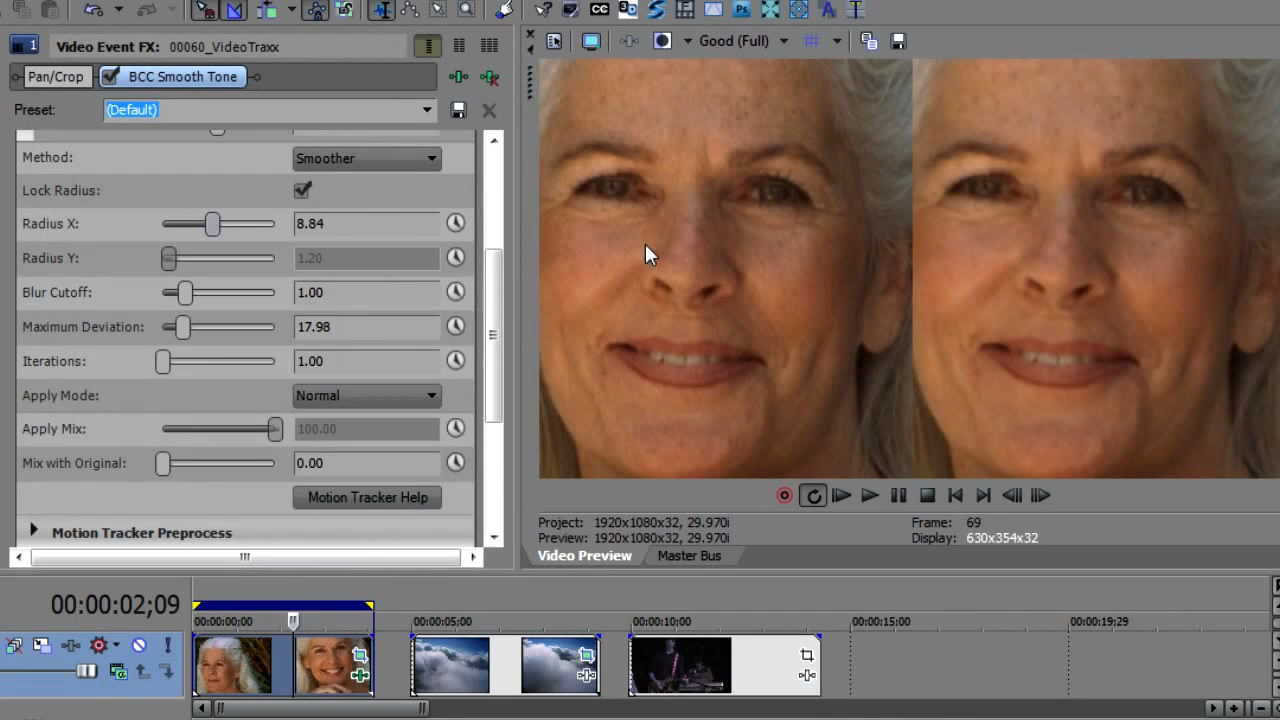 CC 3D S Ps A
1 Video Event FX: 00060_VideoTraxx
Pan/Crop BCC Smooth Tone
Preset: (Default)
Good (Full)
Method: Smoother
Lock Radius:
Radius X: 8.84
Radius Y: 1.20
Blur Cutoff: 1.00
Maximum Deviation: 17.98
Iterations: 1.00
Apply Mode: Normal
Apply Mix: 100.00
Mix with Original: 0.00
Motion Tracker Help
Motion Tracker Preprocess
Project: 1920x1080x32, 29.970i
Preview: 1920x1080x32, 29.970i
Frame: 69
Display: 630x354x32
Video Preview Master Bus
00:00:02;09
00:00:00;00 00:00:05;00 00:00:10;00 00:00:15;00 00:00:19;29